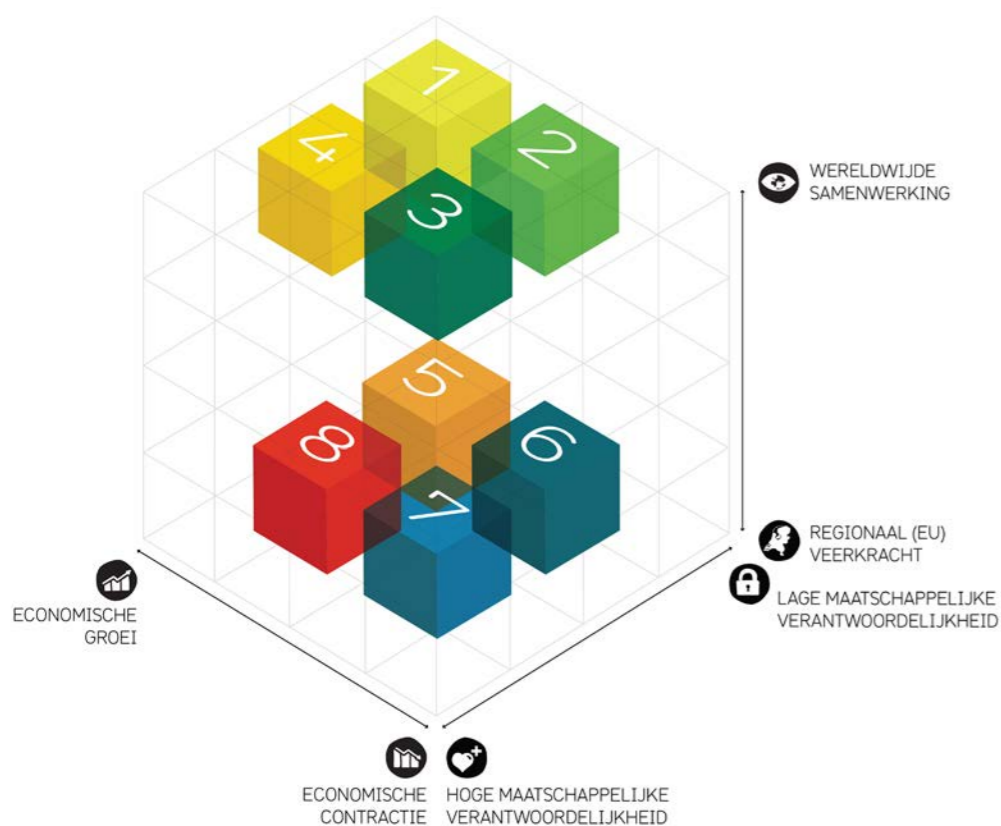 1
4
2
3
WERELDWIJDE
SAMENWERKING
5
8
6
7
REGIONAAL (EU)
VEERKRACHT
LAGE MAATSCHAPPELIJKE
VERANTWOORDELIJKHEID
ECONOMISCHE
GROEI
ECONOMISCHE
CONTRACTIE
HOGE MAATSCHAPPELIJKE
VERANTWOORDELIJKHEID